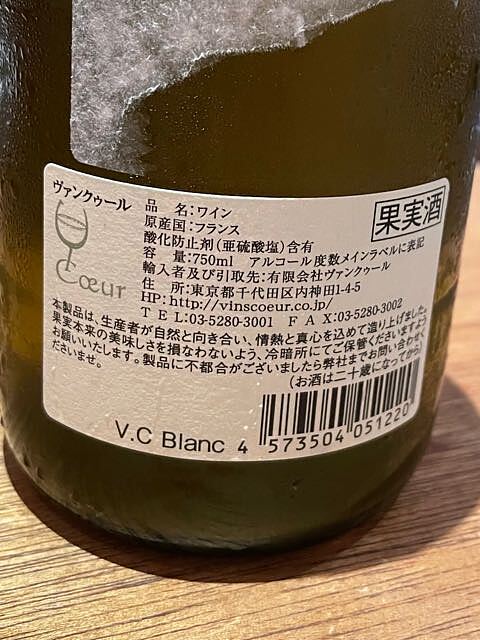 ヴァンクゥール
Cœur
果実酒
品　名:ワイン
原産国:フランス
酸化防止剤(亜硫酸塩)含有
容　量:750ml　アルコール度数メインラベルに表記
輸入者及び引取先:有限会社ヴァンクゥール
住　所:東京都千代田区内神田1-4-5
HP:http://vinscoeur.co.jp/
TEL:03-5280-3001　FAX:03-5280-3002
本製品は、生産者が自然と向き合い、情熱と真心を込めて造り上げました。
果実本来の美味しさを損なわないよう、冷暗所にてご保管くださいますよう
お願いいたします。製品に不都合がございましたら弊社までお問い合わせく
ださいませ。
(お酒は二十歳になってから)
V.C Blanc
4 573504 051220